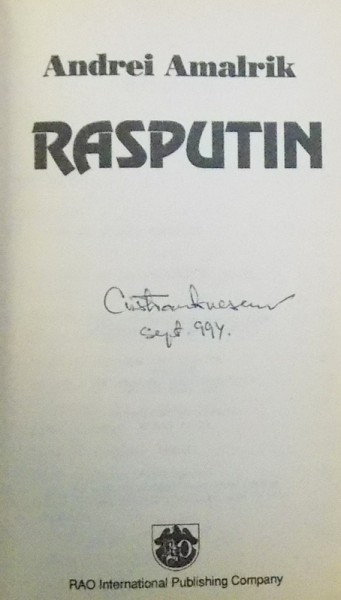 Andrei Amalrik
RASPUTIN
sept. 994.
RAO International Publishing Company